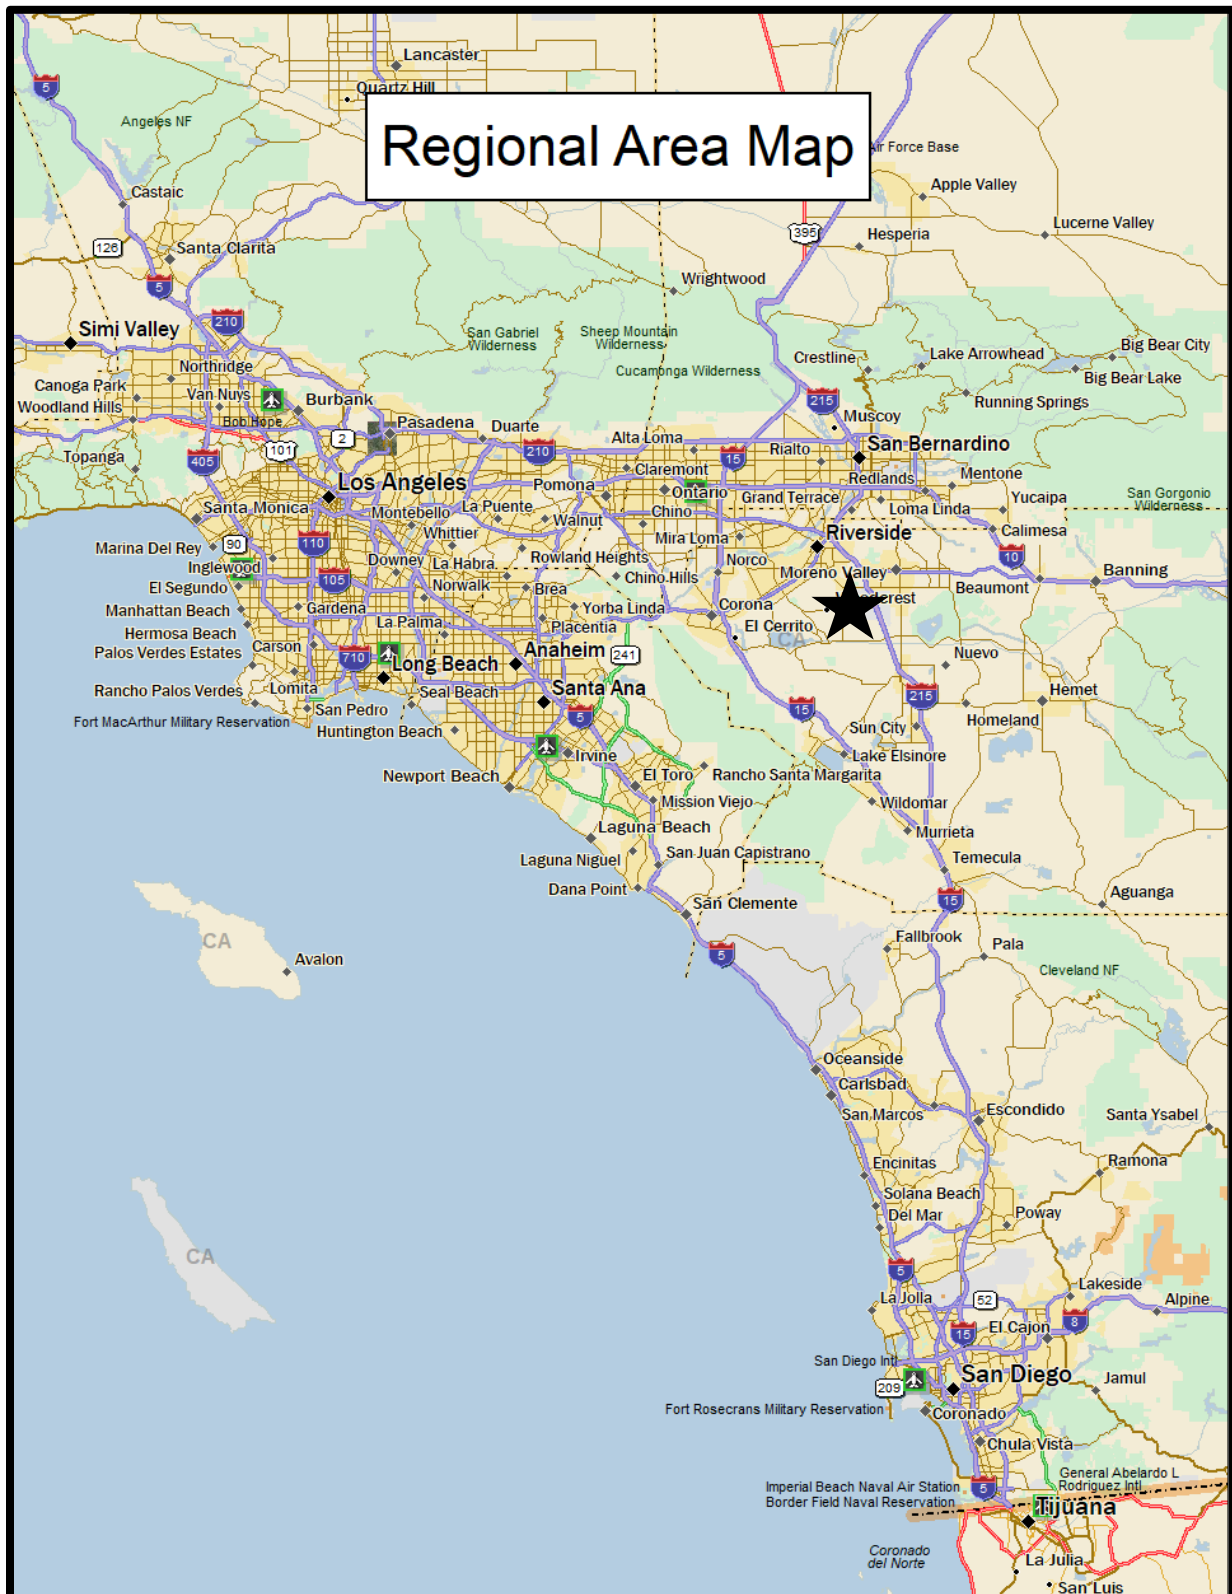 Lancaster
5
Quartz Hill
Regional Area Map
Angeles NF
Air Force Base
Apple Valley
Castaic
Lucerne Valley
395
Hesperia
126
Santa Clarita
Wrightwood
5
210
Simi Valley
San Gabriel
Wilderness
Sheep Mountain
Wilderness
Crestline
Lake Arrowhead
Big Bear City
Northridge
Cucamonga Wilderness
Big Bear Lake
Canoga Park
Van Nuys
Burbank
215
Running Springs
Woodland Hills
Bob Hope
Pasadena
Duarte
Muscoy
2
Alta Loma
San Bernardino
101
210
15
Rialto
Topanga
405
Claremont
Mentone
Los Angeles
Pomona
Ontario
Redlands
Grand Terrace
Yucaipa
San Gorgonio
Wilderness
Santa Monica
Montebello
La Puente
Walnut
Chino
Loma Linda
Calimesa
Whittier
Riverside
Marina Del Rey
90
110
Mira Loma
10
Inglewood
Downey
La Habra
Rowland Heights
Norco
Moreno Valley
Banning
105
Chino Hills
El Segundo
Norwalk
Brea
Beaumont
Manhattan Beach
Gardena
Yorba Linda
Corona
La Palma
Placentia
El Cerrito
CA
Hermosa Beach
Palos Verdes Estates
Carson
710
Long Beach
Anaheim
241
Nuevo
Rancho Palos Verdes
Lomita
Seal Beach
Santa Ana
215
Hemet
San Pedro
15
Homeland
Fort MacArthur Military Reservation
Huntington Beach
5
Sun City
Irvine
Lake Elsinore
Newport Beach
El Toro
Rancho Santa Margarita
Mission Viejo
Wildomar
Laguna Beach
Murrieta
Laguna Niguel
San Juan Capistrano
Temecula
Dana Point
San Clemente
15
Aguanga
CA
Fallbrook
Pala
Avalon
5
Cleveland NF
Oceanside
Carlsbad
San Marcos
Escondido
Santa Ysabel
Encinitas
Ramona
Solana Beach
Del Mar
Poway
CA
5
Lakeside
La Jolla
52
Alpine
15
El Cajon
8
San Diego Intl
San Diego
Jamul
209
Fort Rosecrans Military Reservation
Coronado
Chula Vista
General Abelardo L
Rodriguez Intl
Imperial Beach Naval Air Station
5
Border Field Naval Reservation
Tijuana
Coronado
del Norte
La Julia
San Luis